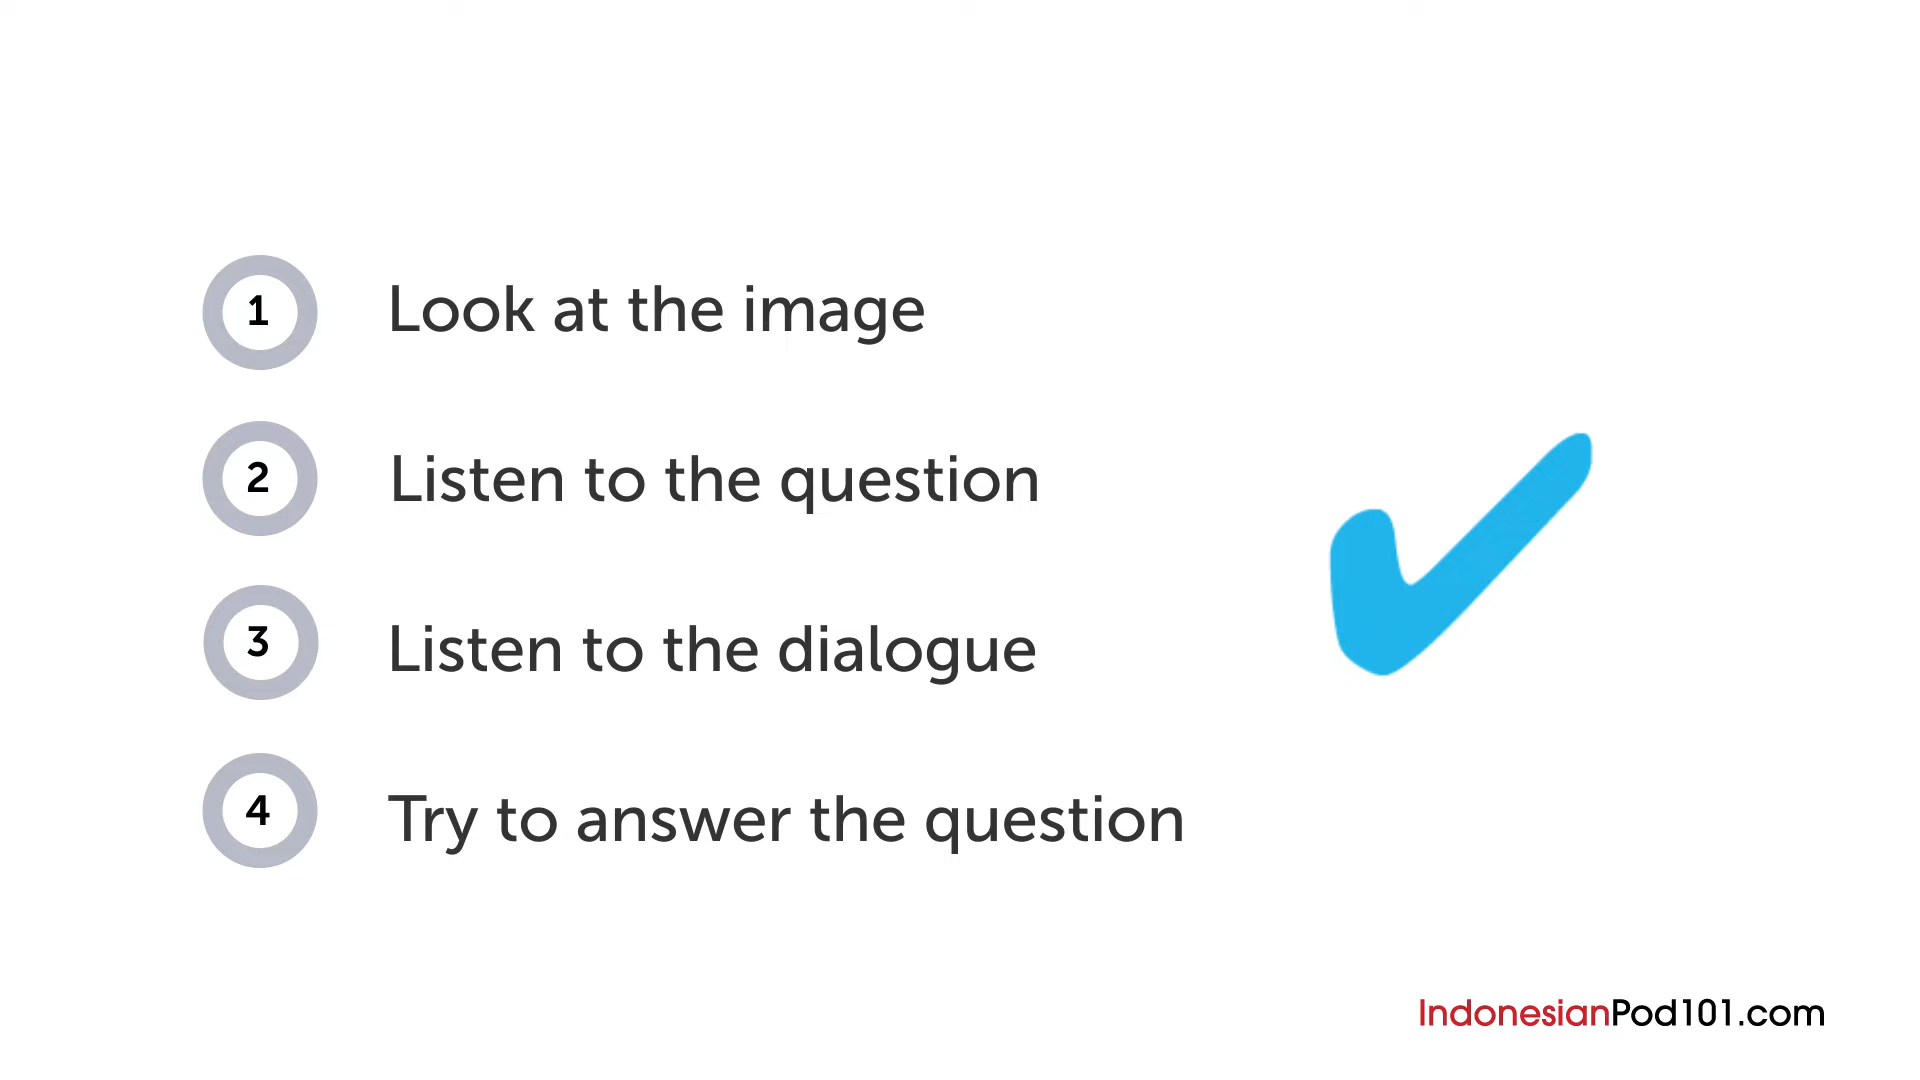 1 Look at the image
2 Listen to the question
3 Listen to the dialogue
4 Try to answer the question
IndonesianPod101.com